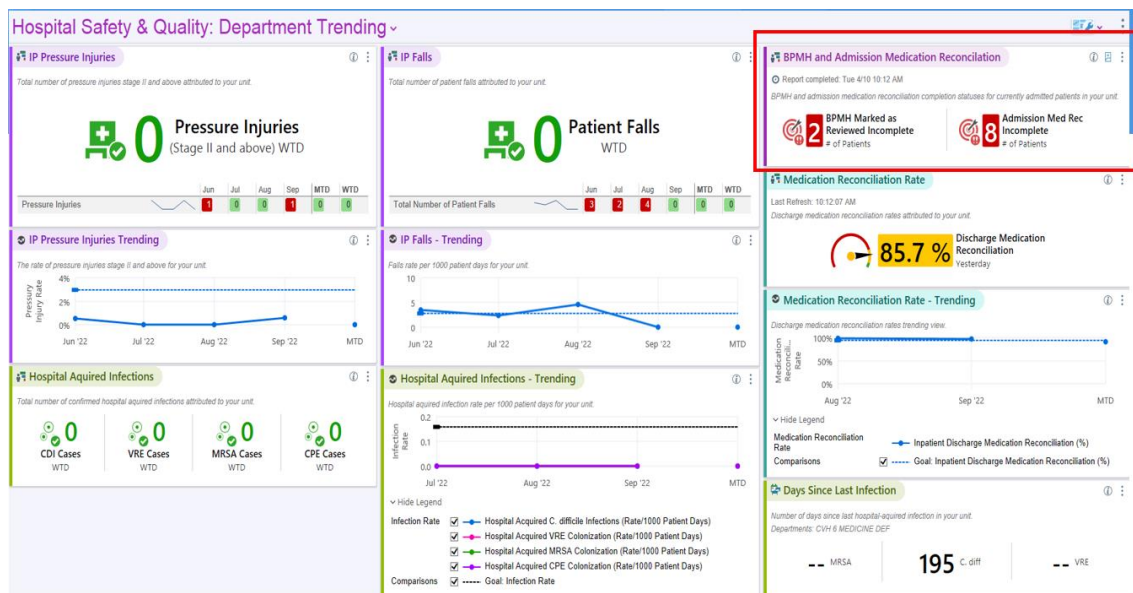 Hospital Safety & Quality: Department Trending
IP Pressure Injuries
Total number of pressure injuries stage II and above attributed to your unit.
0 Pressure Injuries
(Stage II and above) WTD
Jun Jul Aug Sep MTD WTD
Pressure Injuries 1 0 0 1 0 0
IP Pressure Injuries Trending
The rate of pressure injuries stage II and above for your unit.
Pressury
Injury Rate
4%
2%
0%
Jun '22 Jul '22 Aug '22 Sep '22 MTD
Hospital Aquired Infections
Total number of confirmed hospital aquired infections attributed to your unit.
0 0 0 0
CDI Cases VRE Cases MRSA Cases CPE Cases
WTD WTD WTD WTD
IP Falls
Total number of patient falls attributed to your unit.
0 Patient Falls
WTD
Jun Jul Aug Sep MTD WTD
Total Number of Patient Falls 3 2 4 0 0 0
IP Falls - Trending
Falls rate per 1000 patient days for your unit.
10
5
0
Jun '22 Jul '22 Aug '22 Sep '22 MTD
Hospital Aquired Infections - Trending
Hospital aquired infection rate per 1000 patient days for your unit.
Infection
Rate
0.2
0.1
0.0
Jul '22 Aug '22 Sep '22 MTD
Hide Legend
Infection Rate Hospital Acquired C. difficile Infections (Rate/1000 Patient Days)
Hospital Acquired VRE Colonization (Rate/1000 Patient Days)
Hospital Acquired MRSA Colonization (Rate/1000 Patient Days)
Hospital Acquired CPE Colonization (Rate/1000 Patient Days)
Comparisons Goal: Infection Rate
BPMH and Admission Medication Reconcilation
Report completed: Tue 4/10 10:12 AM
BPMH and admission medication reconcilation completion statuses for currently admitted patients in your unit.
2 BPMH Marked as
Reviewed Incomplete
# of Patients
8 Admission Med Rec
Incomplete
# of Patients
Medication Reconciliation Rate
Last Refresh: 10:12:07 AM
Discharge medication reconciliation rates attributed to your unit.
85.7 % Discharge Medication
Reconciliation
Yesterday
Medication Reconciliation Rate - Trending
Discharge medication reconciliation rates trending view.
Medication
Reconcili...
Rate
100%
50%
0%
Aug '22 Sep '22 MTD
Hide Legend
Medication Reconciliation
Rate
Inpatient Discharge Medication Reconciliation (%)
Comparisons Goal: Inpatient Discharge Medication Reconciliation (%)
Days Since Last Infection
Number of days since last hospital-aquired infection in your unit.
Departments: CVH 6 MEDICINE DEF
-- MRSA 195 C. diff -- VRE